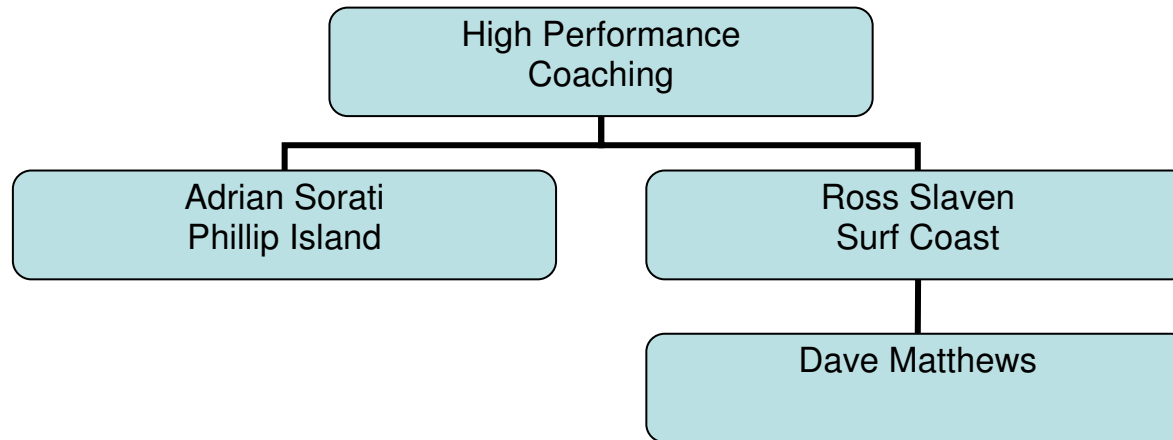 High Performance
Coaching
Adrian Sorati
Phillip Island
Ross Slaven
Surf Coast
Dave Matthews